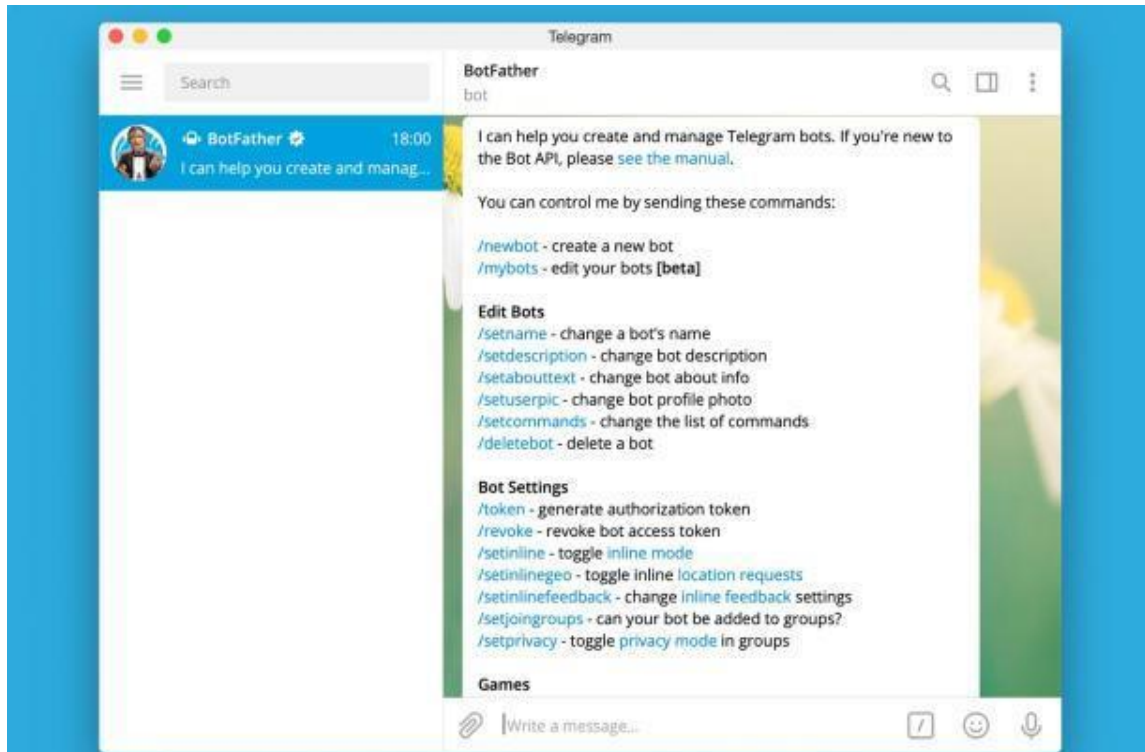 Telegram
Search
BotFather
18:00
I can help you create and manag...
BotFather
bot
I can help you create and manage Telegram bots. If you're new to
the Bot API, please see the manual.
You can control me by sending these commands:
/newbot - create a new bot
/mybots - edit your bots [beta]
Edit Bots
/setname - change a bot's name
/setdescription - change bot description
/setabouttext - change bot about info
/setuserpic - change bot profile photo
/setcommands - change the list of commands
/deletebot - delete a bot
Bot Settings
/token - generate authorization token
/revoke - revoke bot access token
/setinline - toggle inline mode
/setinlinegeo - toggle inline location requests
/setinlinefeedback - change inline feedback settings
/setjoingroups - can your bot be added to groups?
/setprivacy - toggle privacy mode in groups
Games
Write a message...